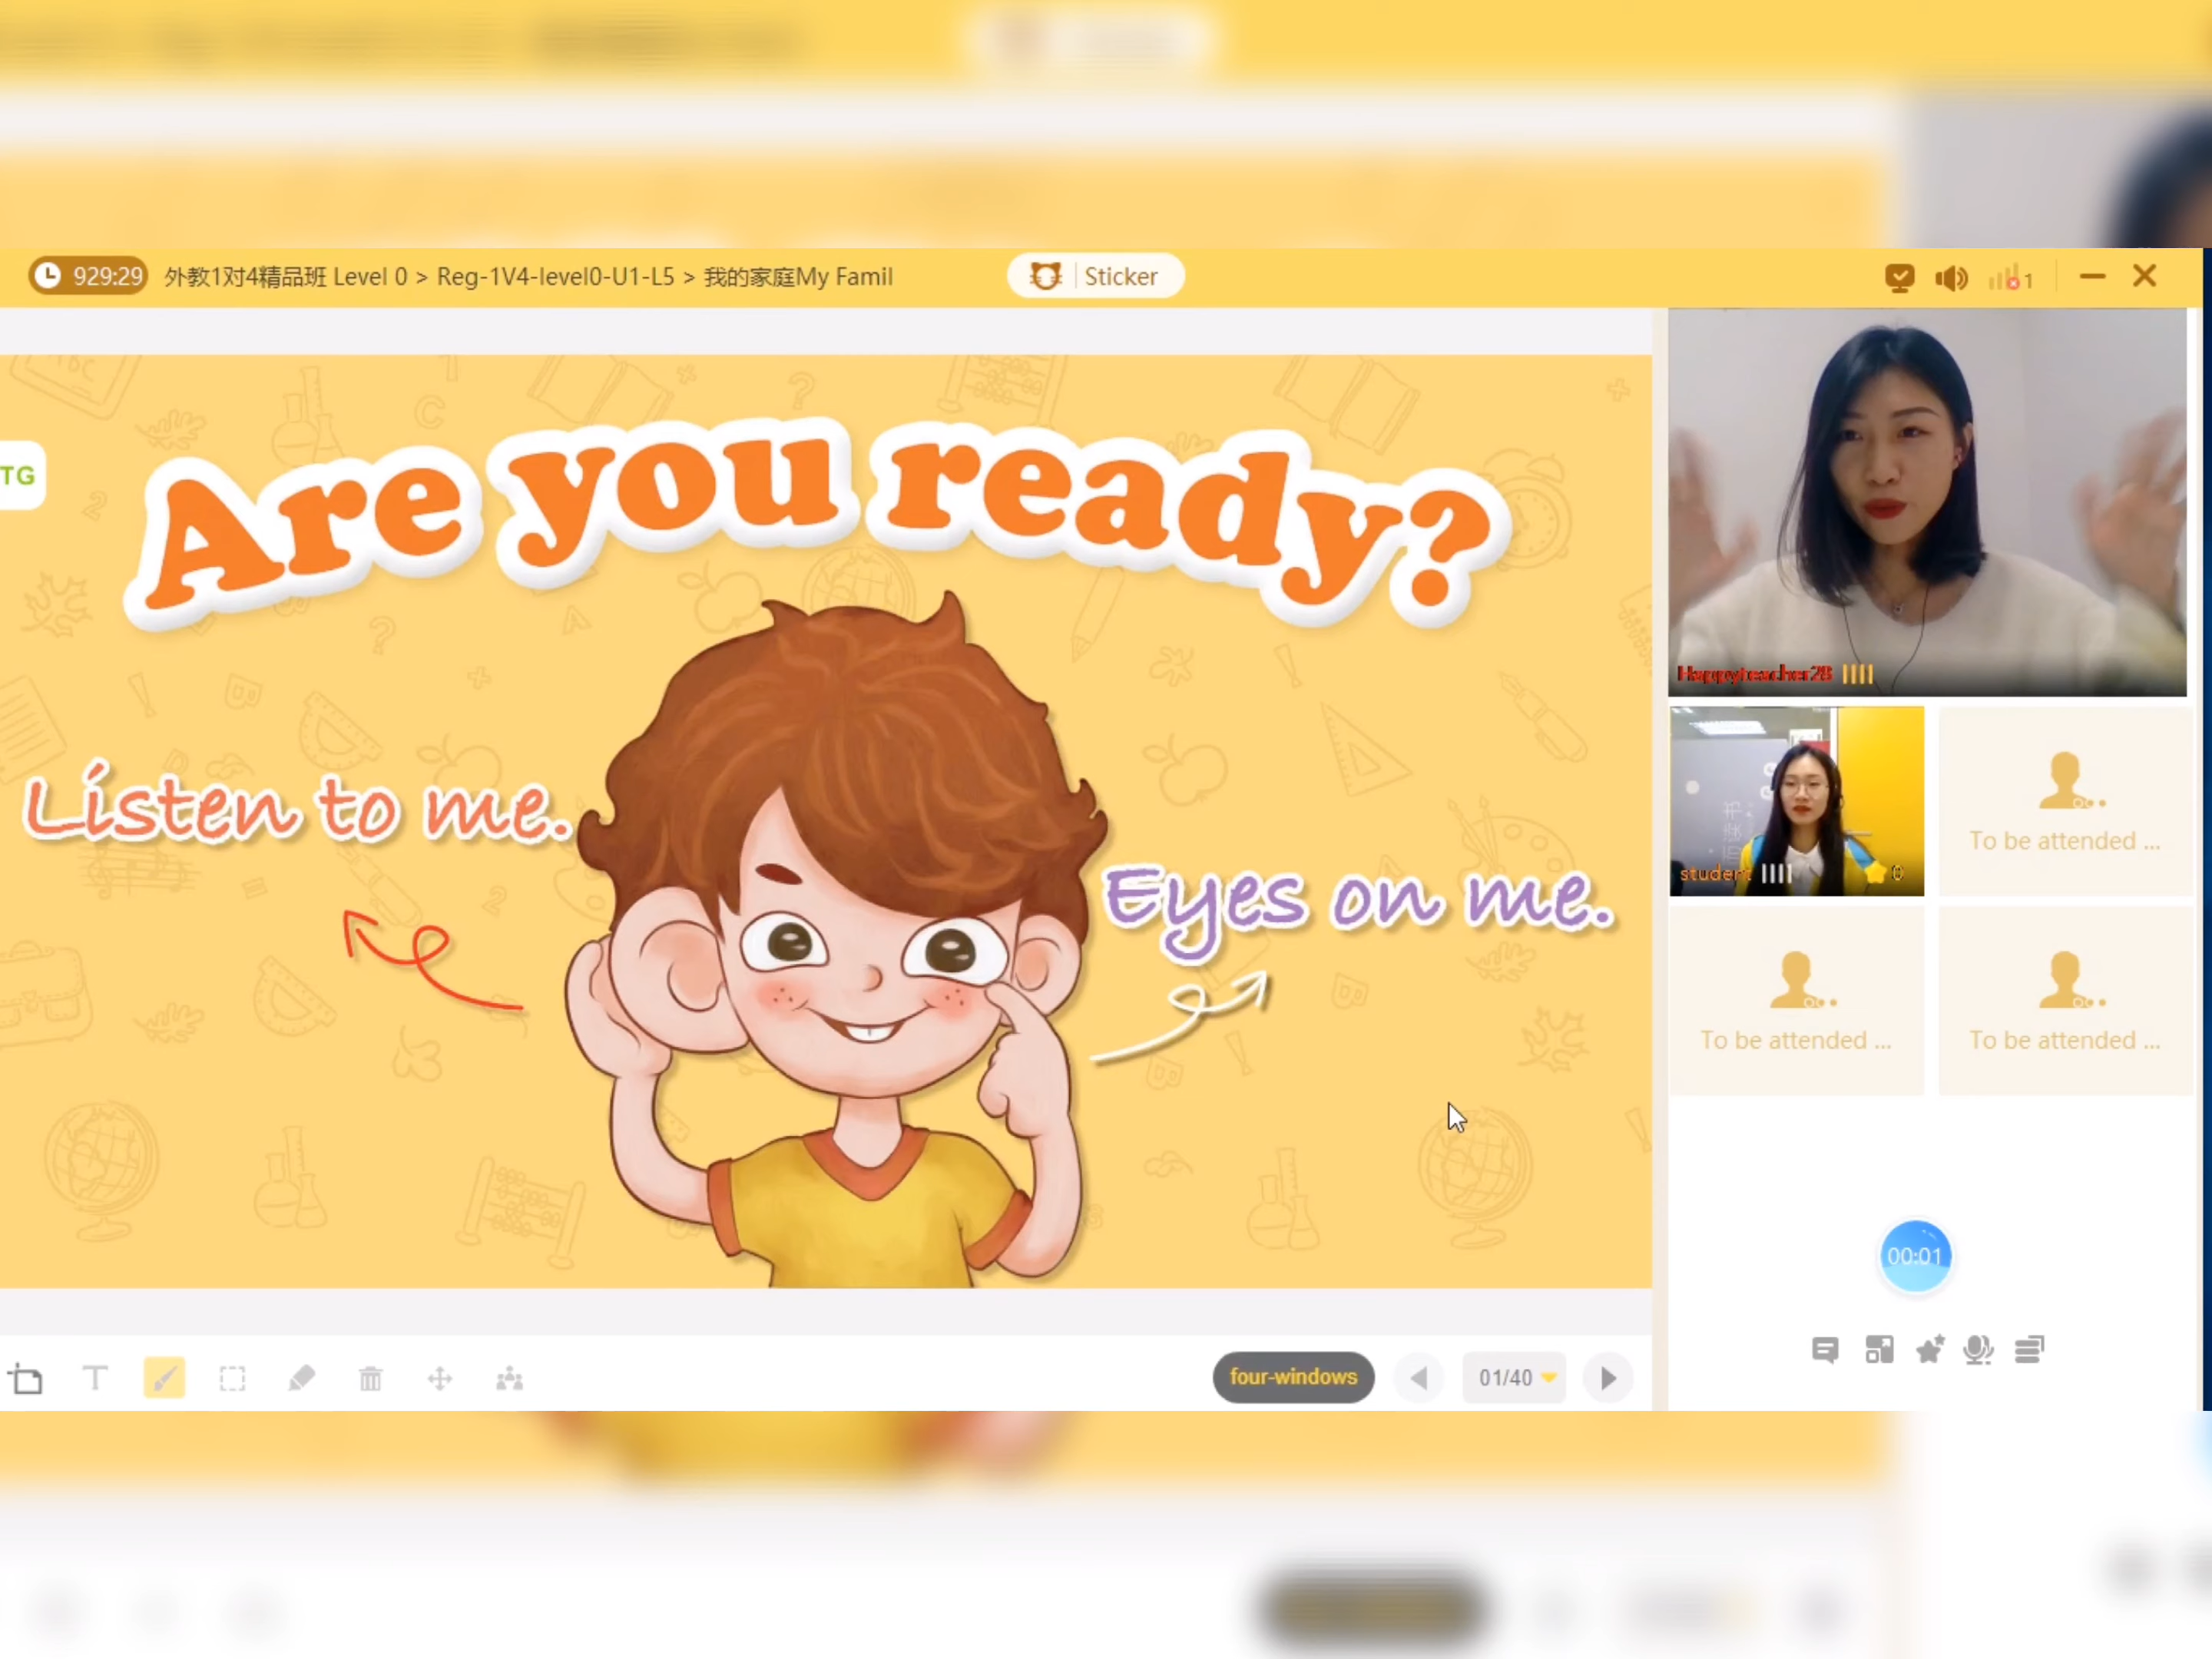 929:29 外教1对4精品班 Level 0 > Reg-1V4-level0-U1-L5 > 我的家庭My Famil
Sticker
1
TG
Are you ready?
Listen to me.
Eyes on me.
Happyteacher28
student 0
To be attended ...
To be attended ...
To be attended ...
00:01
four-windows
01/40